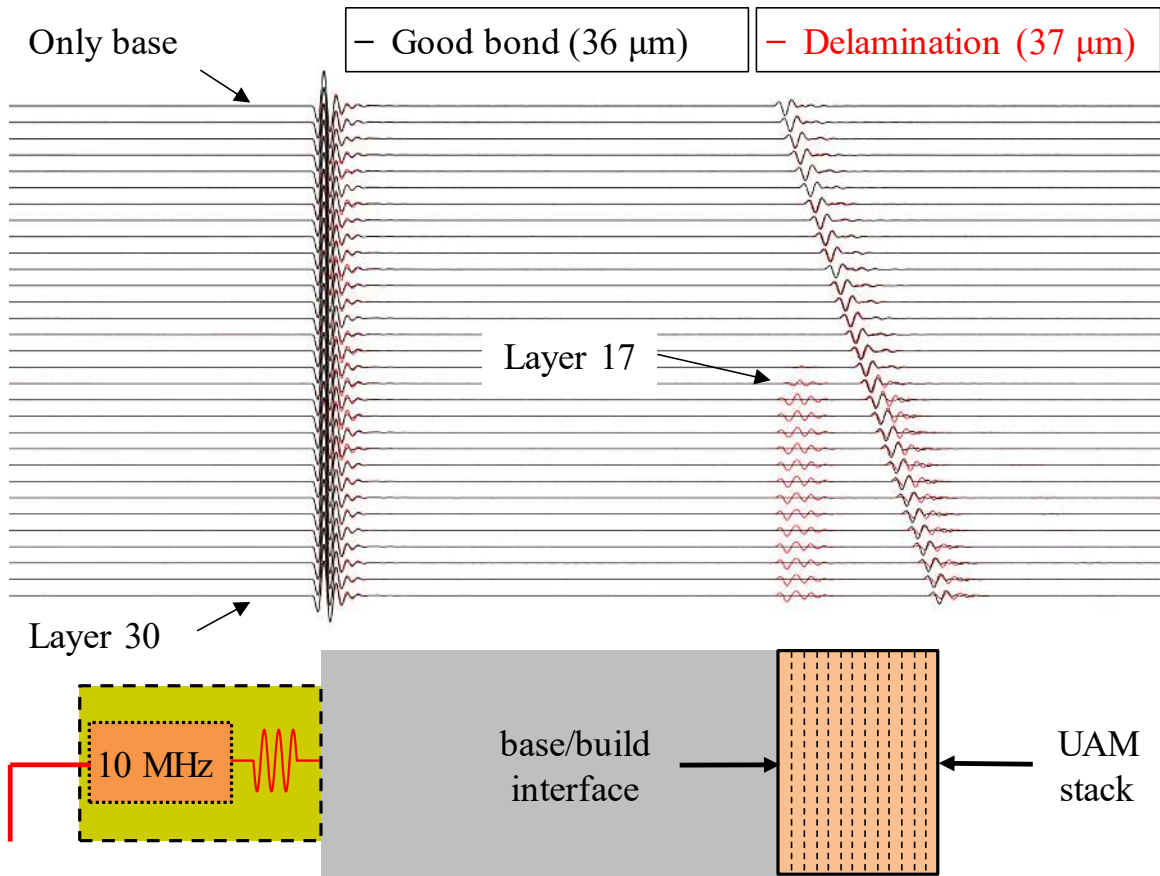 Only base
– Good bond (36 μm)
– Delamination (37 μm)
Layer 17
Layer 30
10 MHz
base/build
interface
UAM
stack